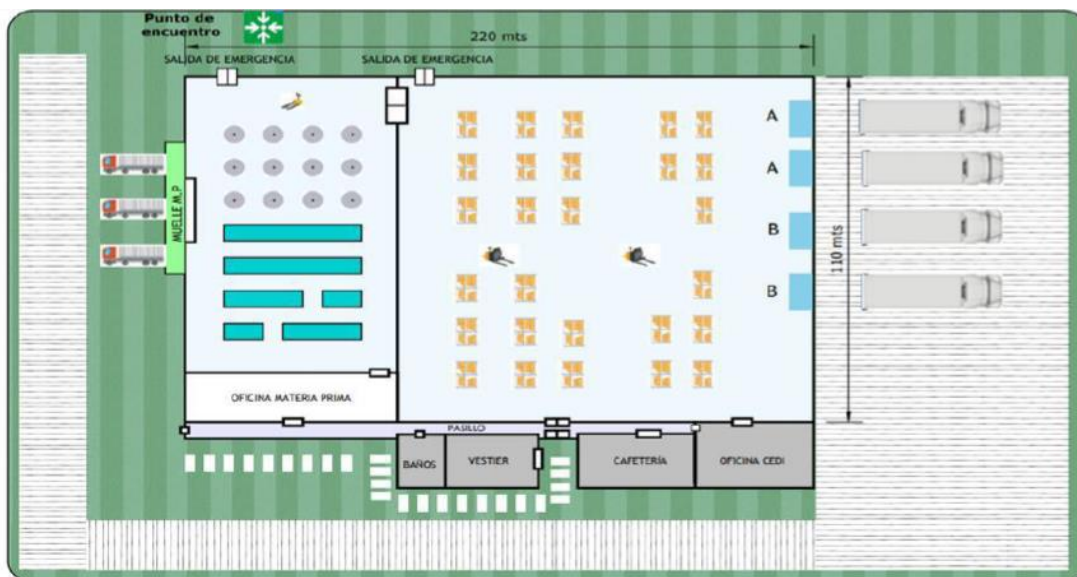 Punto de
encuentro
220 mts
SALIDA DE EMERGENCIA
SALIDA DE EMERGENCIA
A
A
B
B
MUELLE M.P
110 mts
OFICINA MATERIA PRIMA
PASILLO
BAÑOS
VESTIER
CAFETERÍA
OFICINA CEDI